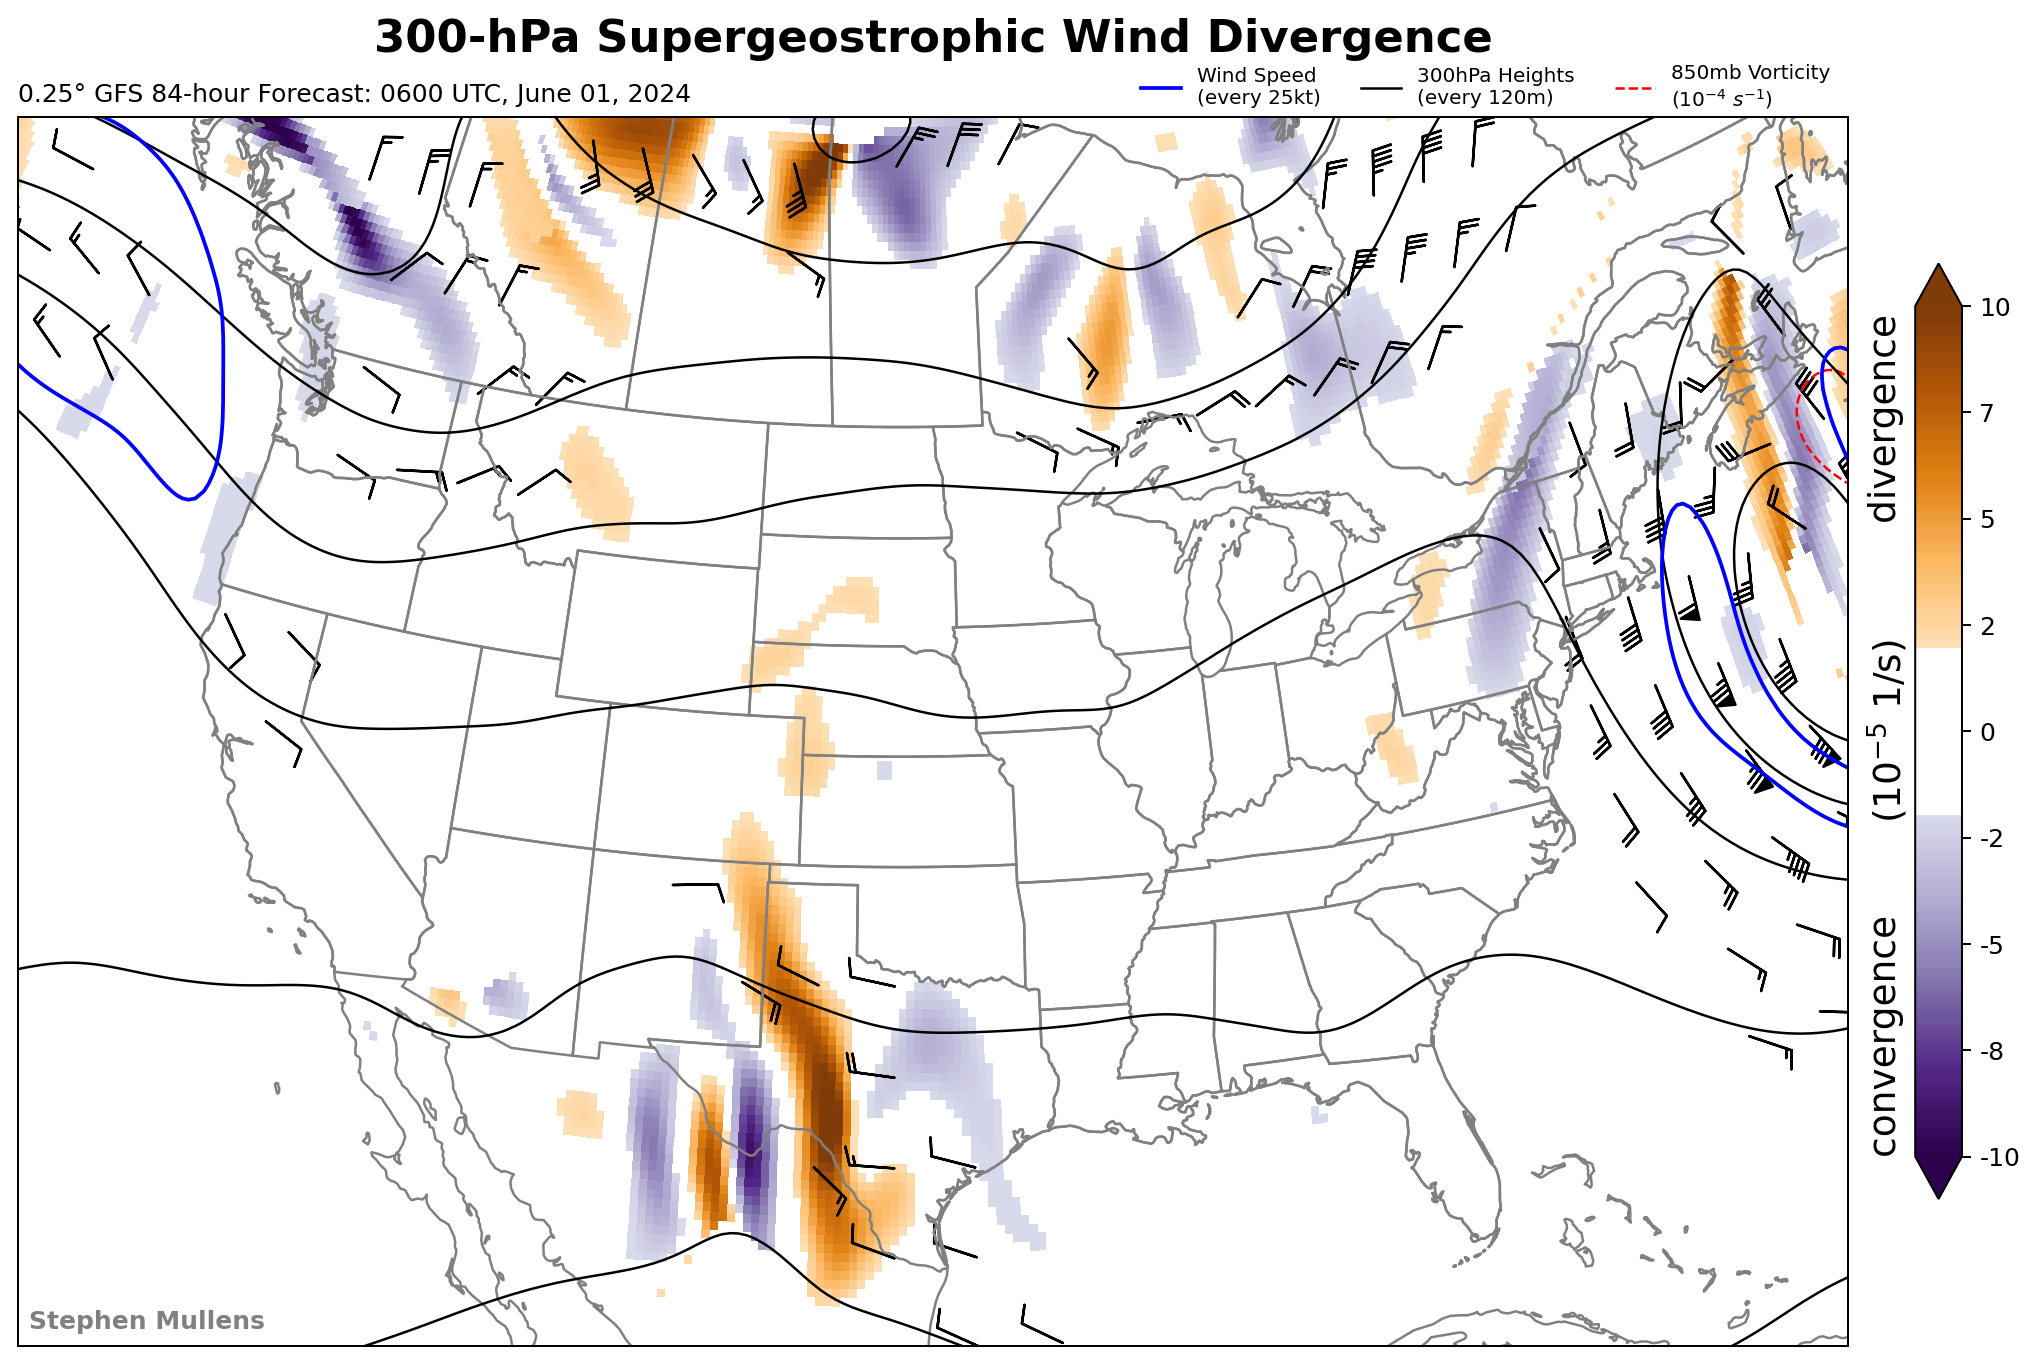 300-hPa Supergeostrophic Wind Divergence
0.25° GFS 84-hour Forecast: 0600 UTC, June 01, 2024
Wind Speed
(every 25kt)
300hPa Heights
(every 120m)
850mb Vorticity
(10⁻⁴ s⁻¹)
10
7
5
2
0
-2
-5
-8
-10
convergence (10⁻⁵ 1/s) divergence
Stephen Mullens